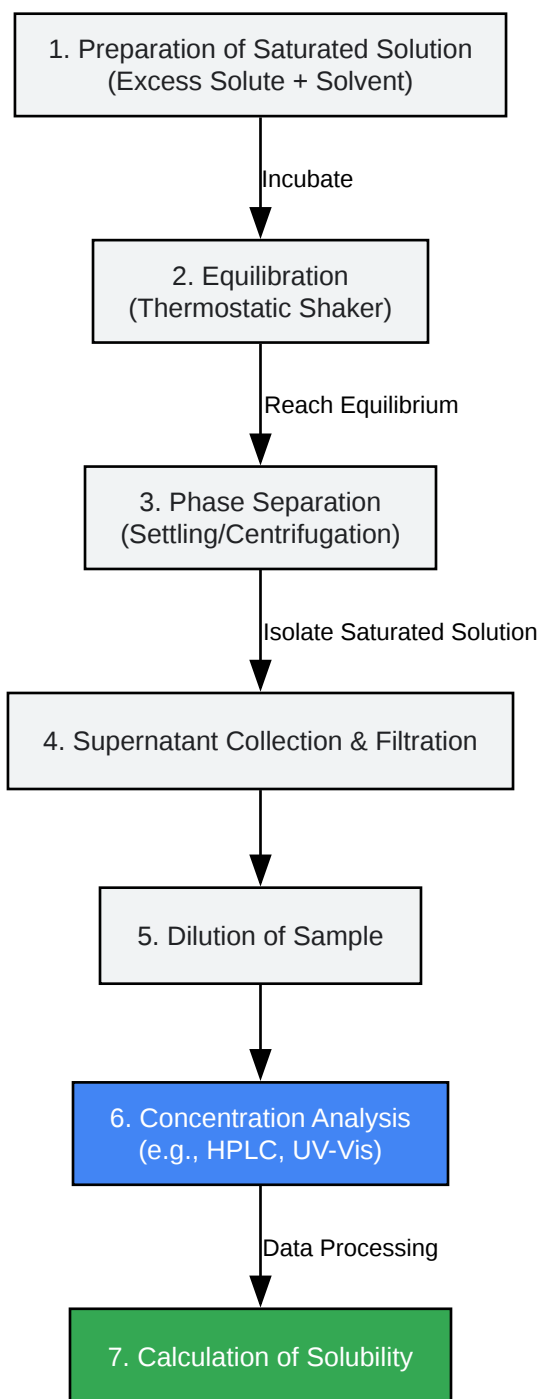 1. Preparation of Saturated Solution
(Excess Solute + Solvent)
Incubate
2. Equilibration
(Thermostatic Shaker)
Reach Equilibrium
3. Phase Separation
(Settling/Centrifugation)
Isolate Saturated Solution
4. Supernatant Collection & Filtration
5. Dilution of Sample
6. Concentration Analysis
(e.g., HPLC, UV-Vis)
Data Processing
7. Calculation of Solubility